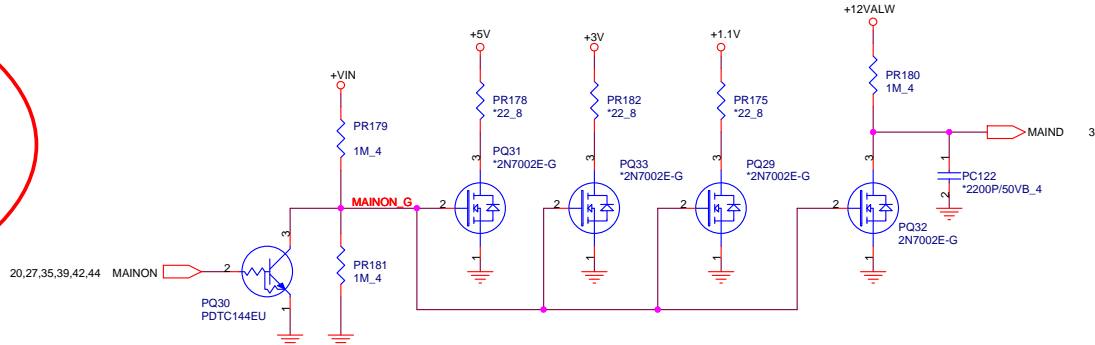 +12VALW
+5V
+3V
+1.1V
+VIN
PR180
1M_4
PR178
*22_8
PR182
*22_8
PR175
*22_8
PR179
1M_4
MAIND 3
PQ31
*2N7002E-G
PQ33
*2N7002E-G
PQ29
*2N7002E-G
3
3
3
3
1
PC122
*2200P/50VB_4
2
MAINON_G
2
2
2
2
PQ32
2N7002E-G
3
1
1
1
1
PR181
1M_4
20,27,35,39,42,44 MAINON
2
PQ30
PDTC144EU
1